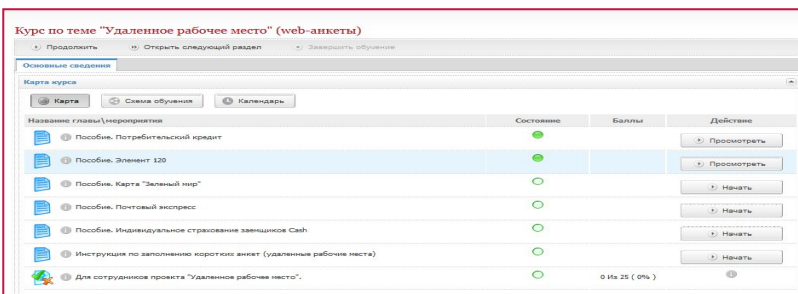 Курс по теме "Удаленное рабочее место" (web-анкеты)
Продолжить Открыть следующий раздел Завершить обучение
Основные сведения
Карта курса
Карта Схема обучения Календарь
Название главы\мероприятия Состояние Баллы Действие
Пособие. Потребительский кредит Просмотреть
Пособие. Элемент 120 Просмотреть
Пособие. Карта "Зеленый мир" Начать
Пособие. Почтовый экспресс Начать
Пособие. Индивидуальное страхование заемщиков Cash Начать
Инструкция по заполнению коротких анкет (удаленные рабочие места) Начать
Для сотрудников проекта "Удаленное рабочее место". 0 Из 25 ( 0% )